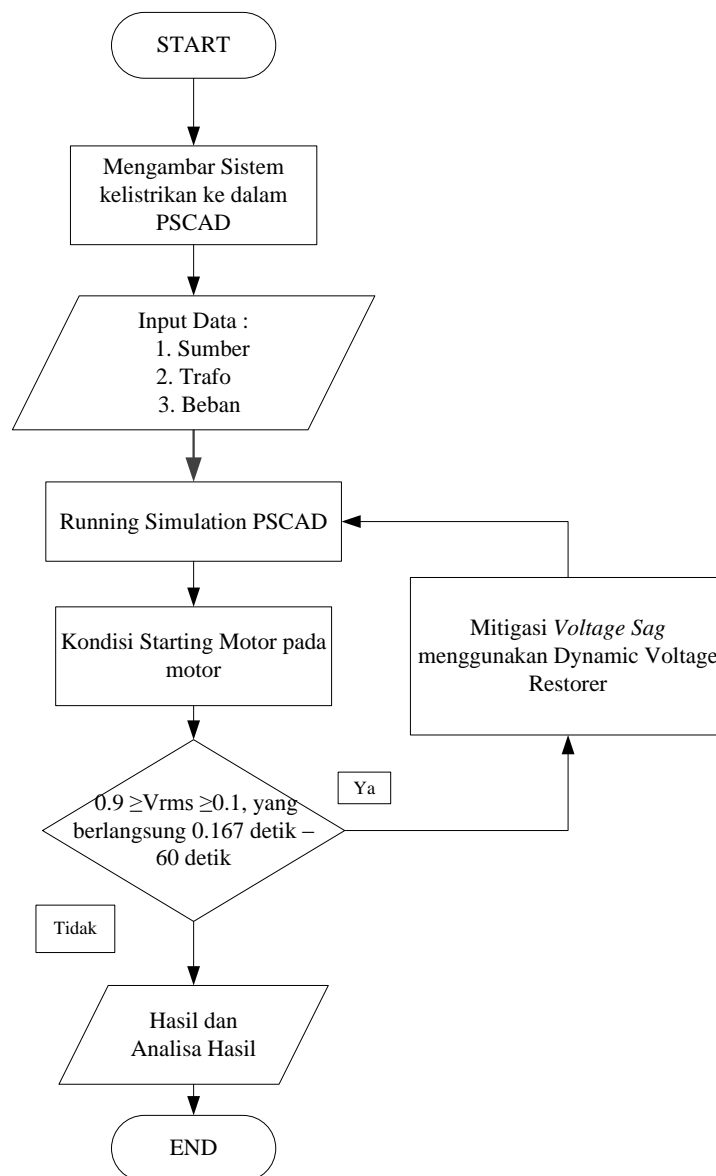 START
Mengambar Sistem
kelistrikan ke dalam
PSCAD
Input Data :
1. Sumber
2. Trafo
3. Beban
Running Simulation PSCAD
Kondisi Starting Motor pada
motor
Mitigasi Voltage Sag
menggunakan Dynamic Voltage
Restorer
0.9 ≥Vrms ≥0.1, yang
berlangsung 0.167 detik –
60 detik
Ya
Tidak
Hasil dan
Analisa Hasil
END